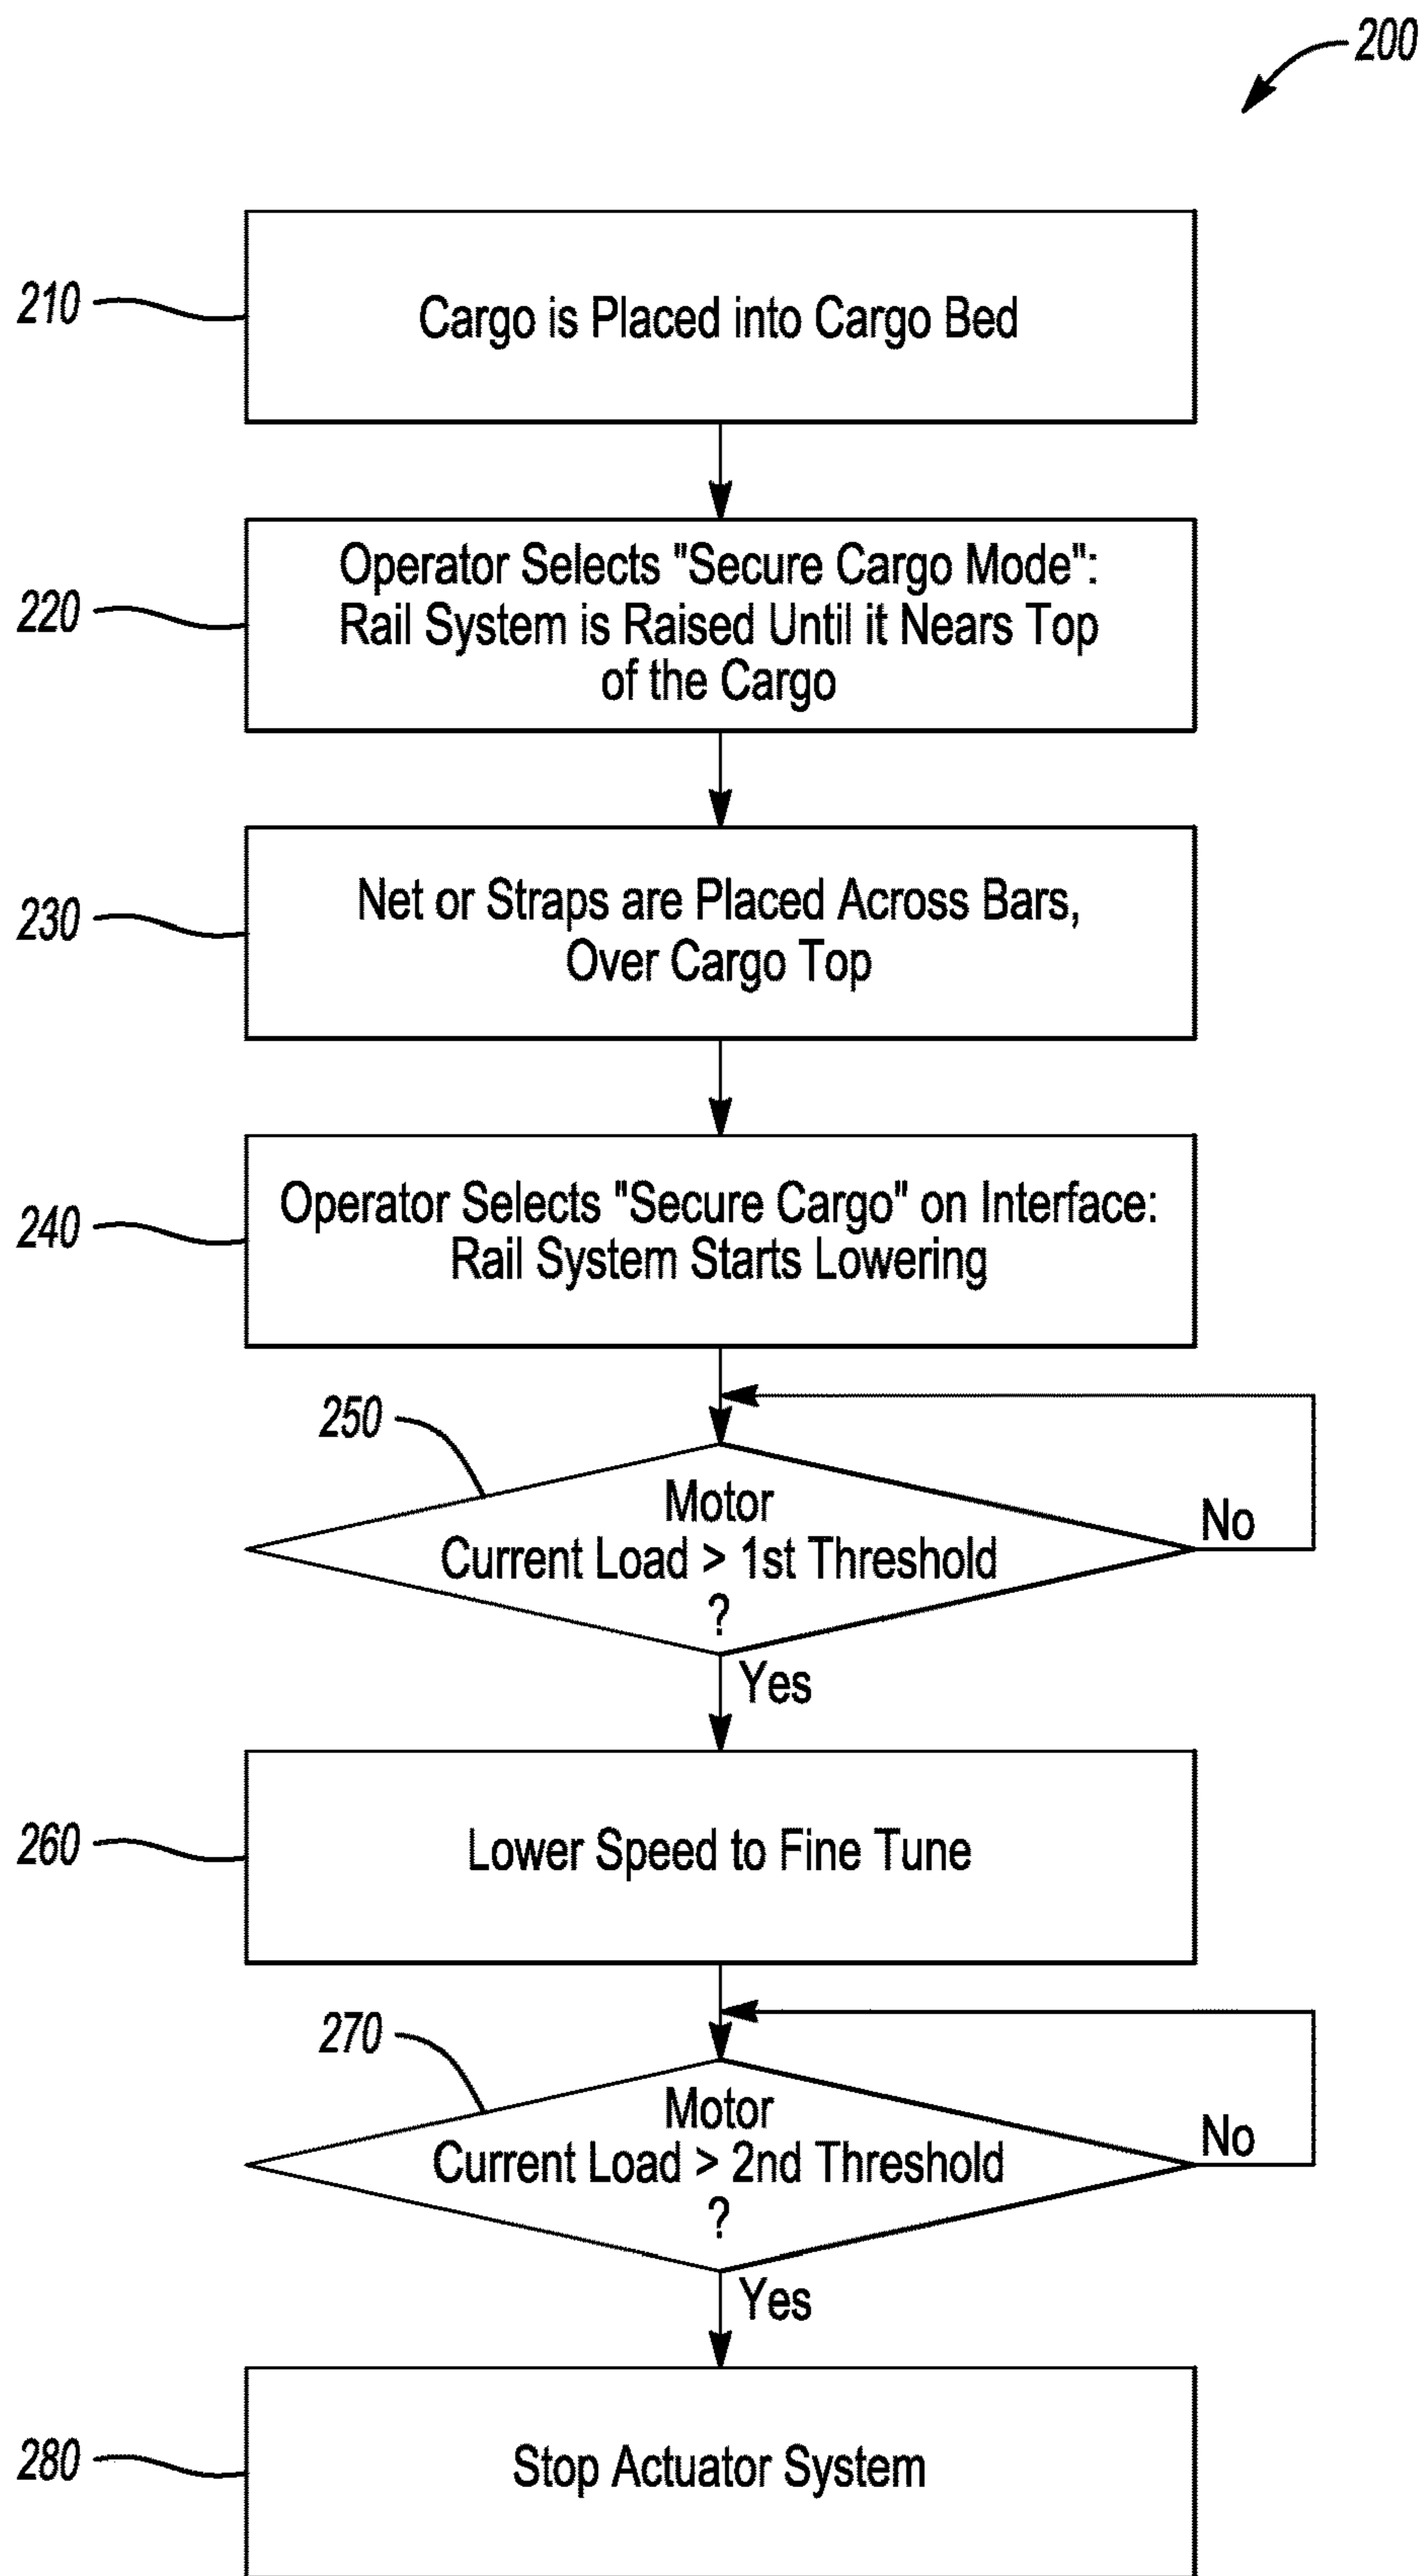 200
210
Cargo is Placed into Cargo Bed
220
Operator Selects "Secure Cargo Mode":
Rail System is Raised Until it Nears Top
of the Cargo
230
Net or Straps are Placed Across Bars,
Over Cargo Top
240
Operator Selects "Secure Cargo" on Interface:
Rail System Starts Lowering
250
Motor
Current Load > 1st Threshold
?
No
Yes
260
Lower Speed to Fine Tune
270
Motor
Current Load > 2nd Threshold
?
No
Yes
280
Stop Actuator System